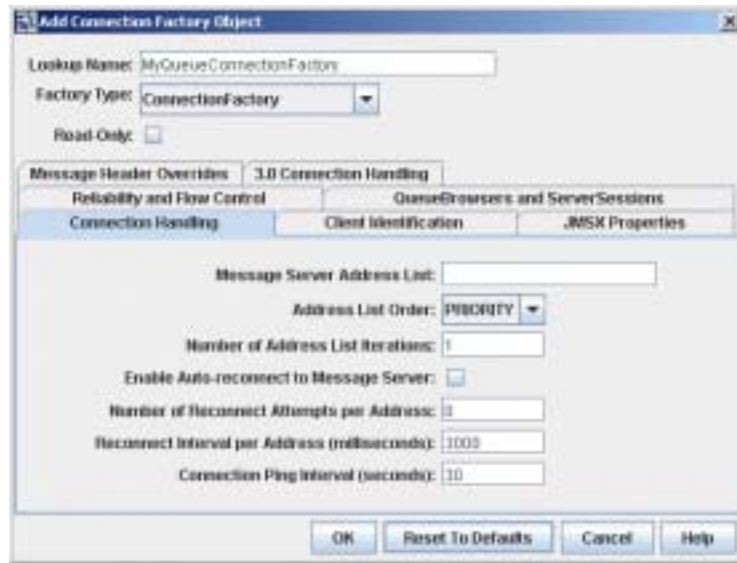 Add Connection Factory Object
Lookup Name: MyQueueConnectionFactory
Factory Type: ConnectionFactory
Read-Only:
Message Header Overrides 3.0 Connection Handling
Reliability and Flow Control QueueBrowsers and ServerSessions
Connection Handling Client Identification JMSX Properties
Message Server Address List:
Address List Order: PRIORITY
Number of Address List Iterations: 1
Enable Auto-reconnect to Message Server:
Number of Reconnect Attempts per Address: 0
Reconnect Interval per Address (milliseconds): 3000
Connection Ping Interval (seconds): 30
OK Reset To Defaults Cancel Help